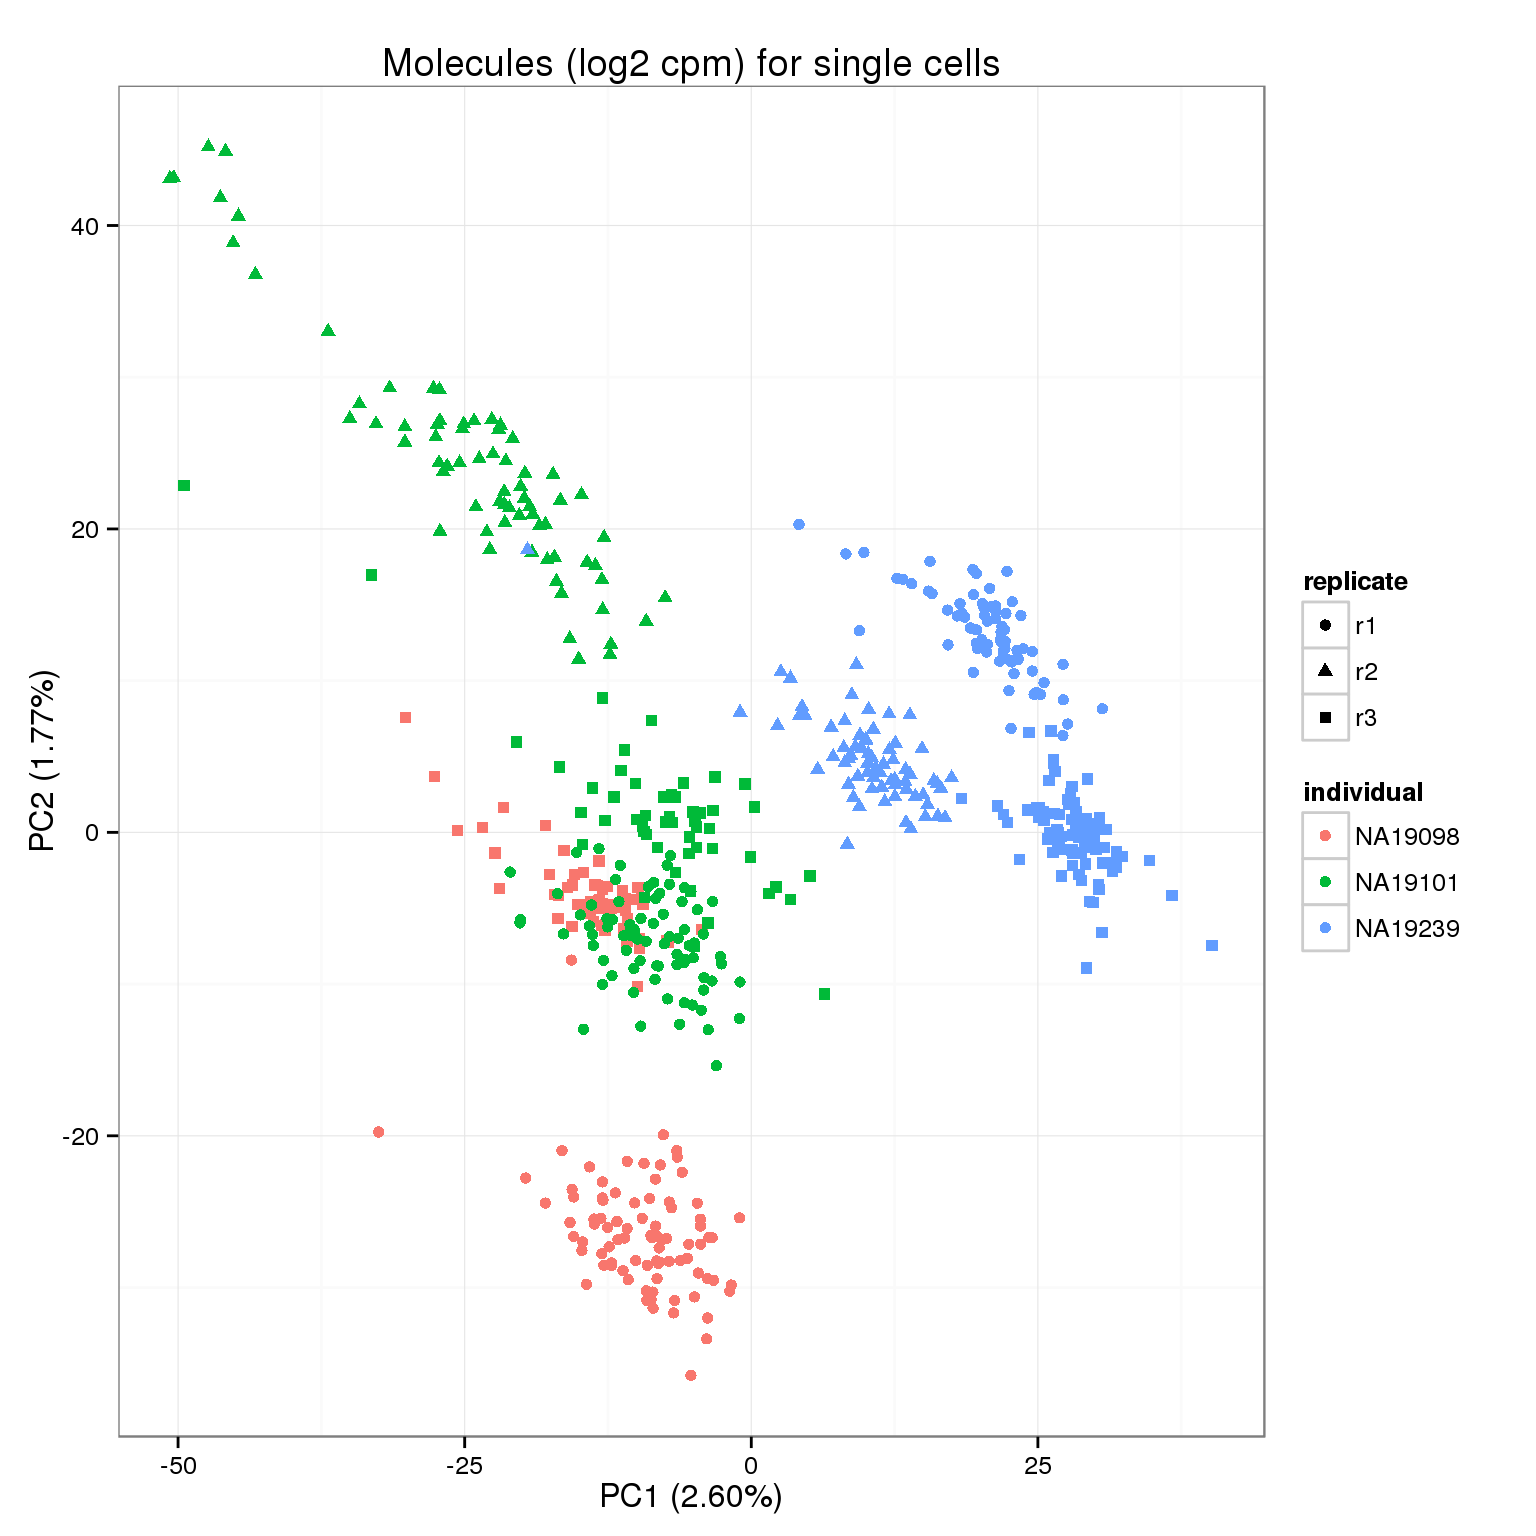 Molecules (log2 cpm) for single cells
40
20
0
-20
PC2 (1.77%)
-50
-25
0
25
PC1 (2.60%)
replicate
r1
r2
r3
individual
NA19098
NA19101
NA19239